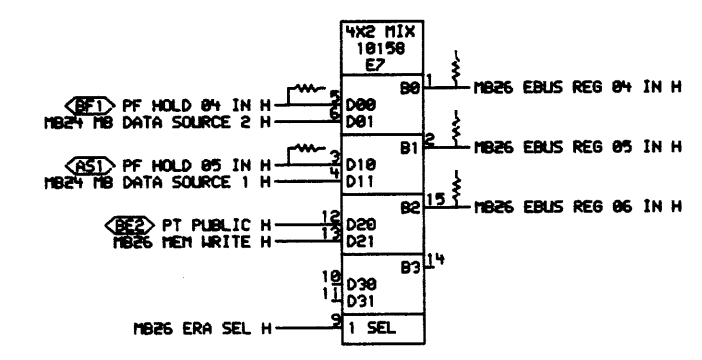 4X2 MIX
10158
E7
<BF1> PF HOLD 04 IN H 5 D00 B0 1 MB26 EBUS REG 04 IN H
MB24 MB DATA SOURCE 2 H 6 D01
<AS1> PF HOLD 05 IN H 3 D10 B1 2 MB26 EBUS REG 05 IN H
MB24 MB DATA SOURCE 1 H 4 D11
<BE2> PT PUBLIC H 12 D20 B2 15 MB26 EBUS REG 06 IN H
MB26 MEM WRITE H 13 D21
B3 14
10 D30
11 D31
MB26 ERA SEL H 9 1 SEL